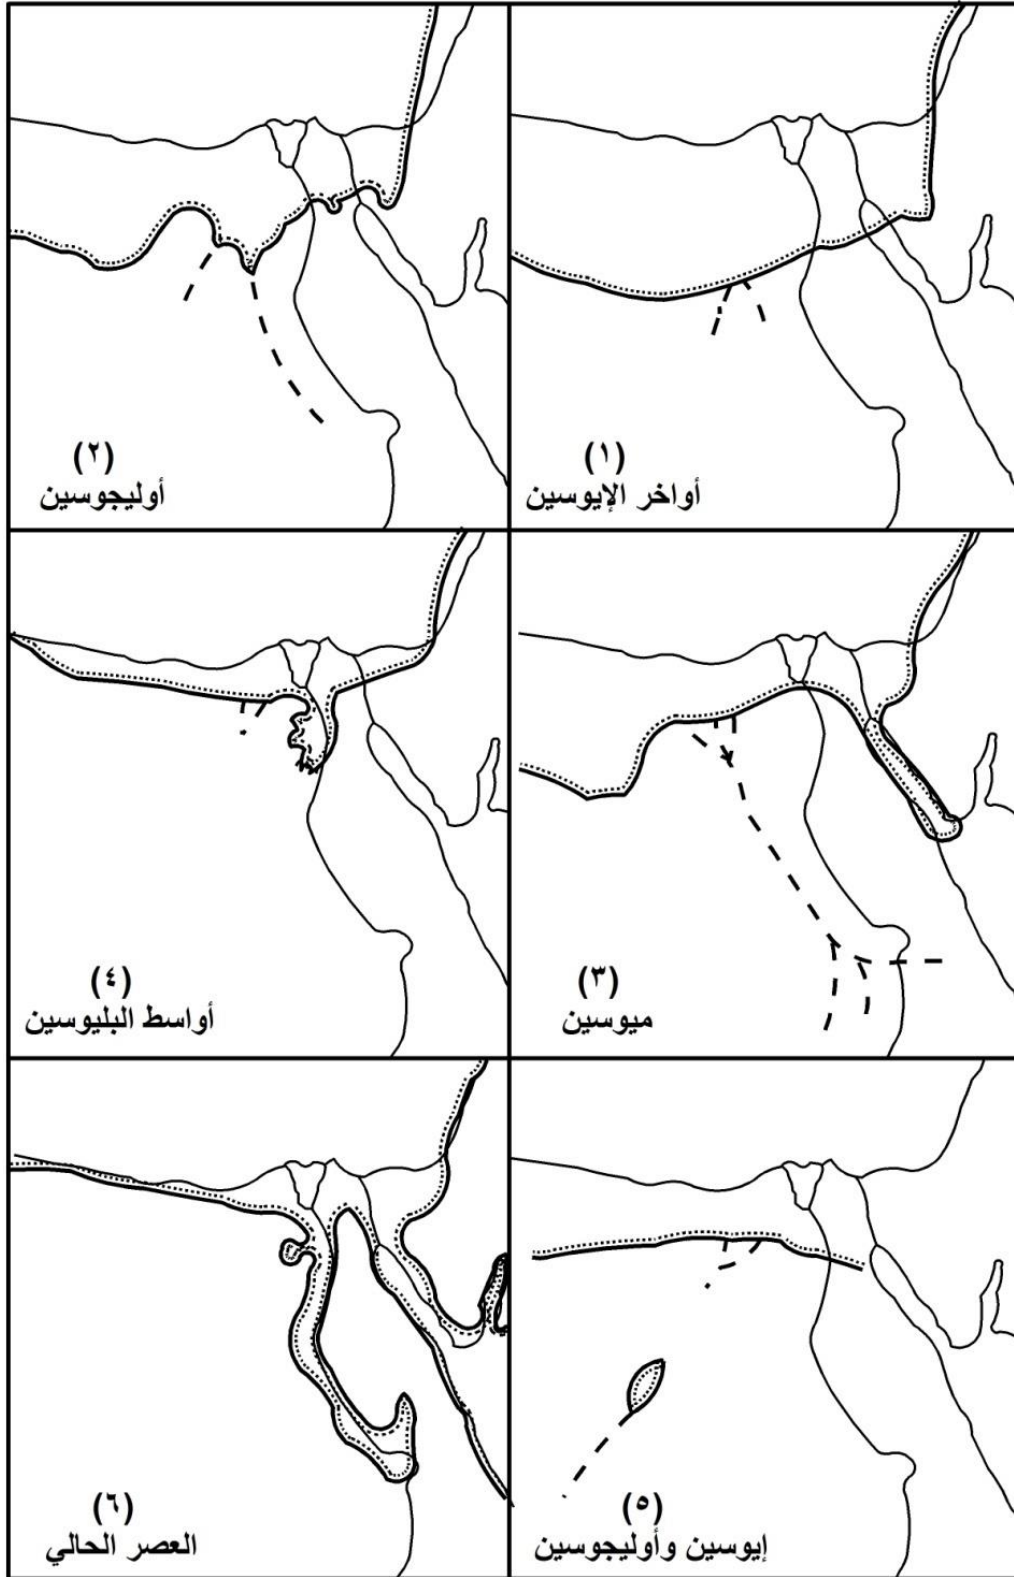 (١)
أواخر الإيوسين
(٢)
أوليجوسين
(٣)
ميوسين
(٤)
أواسط البليوسين
(٥)
إيوسين وأوليجوسين
(٦)
العصر الحالي